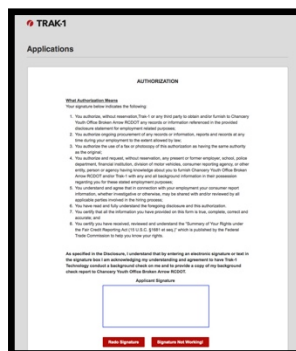 TRAK-1
Applications
AUTHORIZATION
What Authorization Means
Your signature below indicates the following:
1. You authorize, without reservation, Trak-1 or any third party to obtain and/or furnish to Chancery
Youth Office Broken Arrow RCDOT any records or information referenced in the provided
disclosure statement for employment related purposes.
2. You authorize ongoing procurement of any records or information, reports and records at any
time during your employment to the extent allowed by law;
3. You authorize the use of a fax or photocopy of this authorization as having the same authority
as the original;
4. You authorize and request, without reservation, any present or former employer, school, police
department, financial institution, division of motor vehicles, consumer reporting agency, or other
entity, person or agency having knowledge about you to furnish Chancery Youth Office Broken
Arrow RCDOT and/or Trak-1 with any and all background information in their possession
regarding you for these stated employment purposes;
5. You understand and agree that in connection with your employment your consumer report
information, whether investigative or otherwise, may be shared with and/or reviewed by all
applicable parties involved in the hiring process;
6. You have read and fully understand the foregoing disclosure and this authorization.
7. You certify that all the information you have provided on this form is true, complete, correct and
accurate, and
8. You certify you have received, reviewed and understand the "Summary of Your Rights under
the Fair Credit Reporting Act (15 U.S.C. §1681 et seq)" which is published by the Federal
Trade Commission to help you know your rights.
As specified in the Disclosure, I understand that by entering an electronic signature or text in
the signature box I am acknowledging my understanding and agreement to have Trak-1
Technology conduct a background check on me and to provide a copy of my background
check report to Chancery Youth Office Broken Arrow RCDOT.
Applicant Signature
Redo Signature
Signature Not Working!